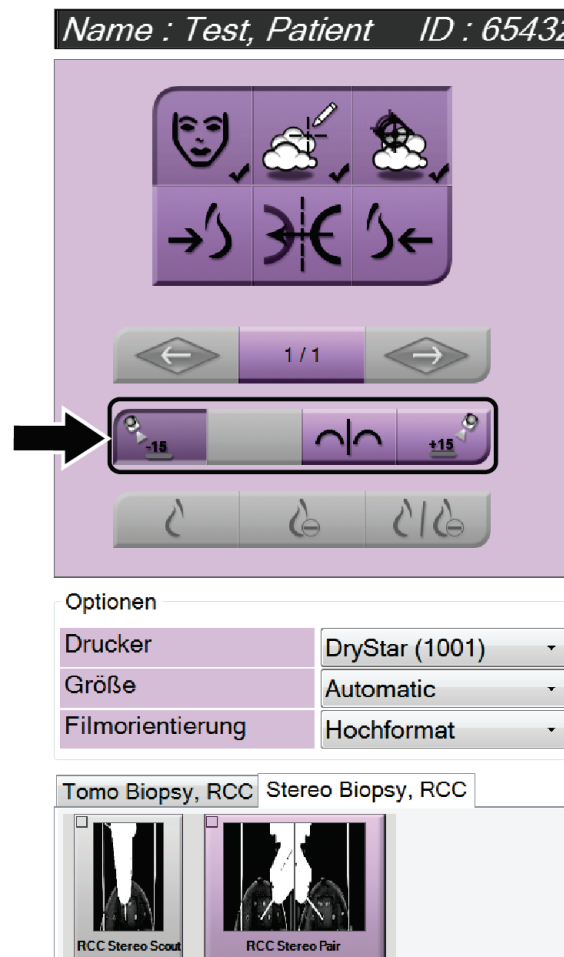 Name : Test, Patient ID : 65432
1 / 1
-15 +15
Optionen
Drucker DryStar (1001)
Größe Automatic
Filmorientierung Hochformat
Tomo Biopsy, RCC Stereo Biopsy, RCC
RCC Stereo Scout RCC Stereo Pair